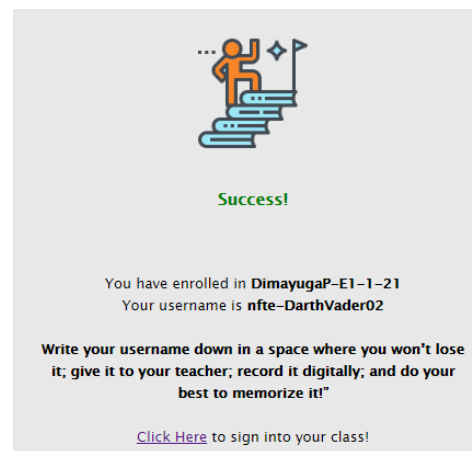 Success!
You have enrolled in DimayugaP-E1-1-21
Your username is nfte-DarthVader02
Write your username down in a space where you won't lose
it; give it to your teacher; record it digitally; and do your
best to memorize it!"
Click Here to sign into your class!